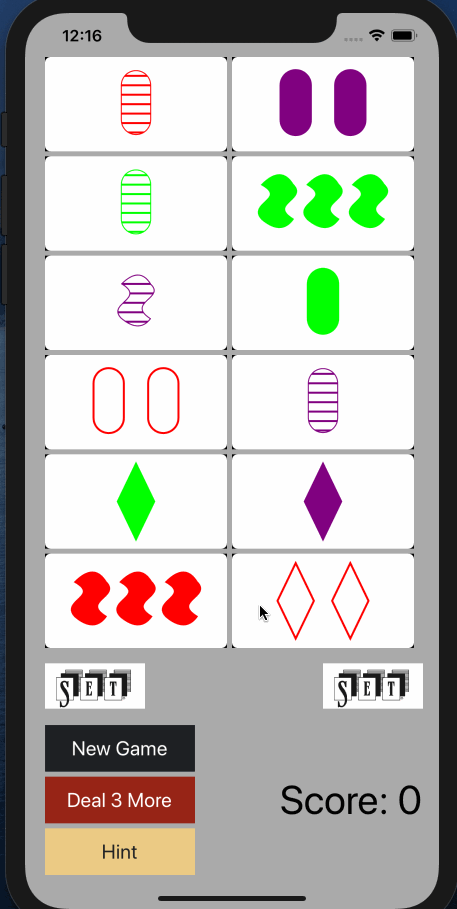 12:16
SET SET
New Game
Deal 3 More
Score: 0
Hint